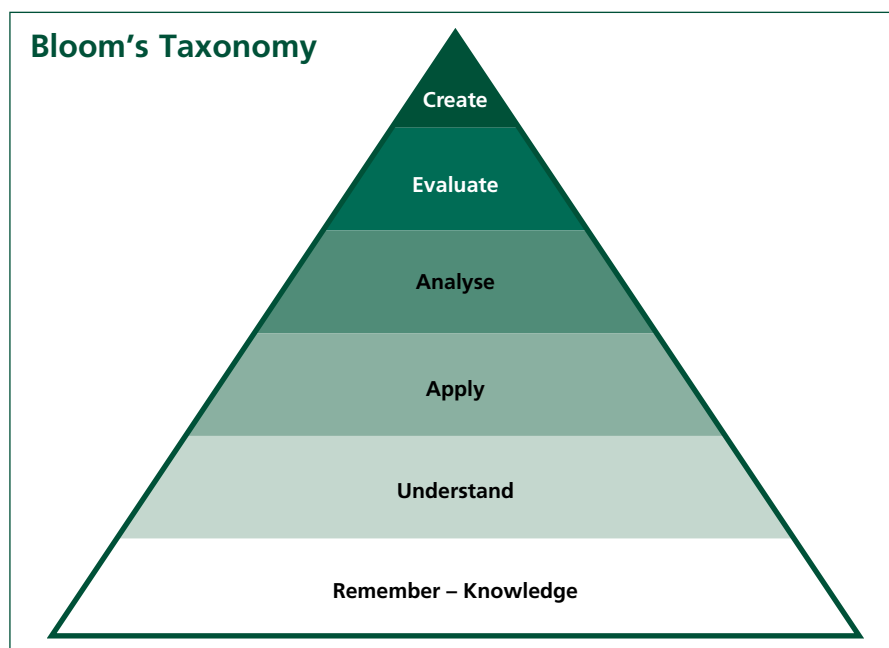 Bloom’s Taxonomy
Create
Evaluate
Analyse
Apply
Understand
Remember – Knowledge